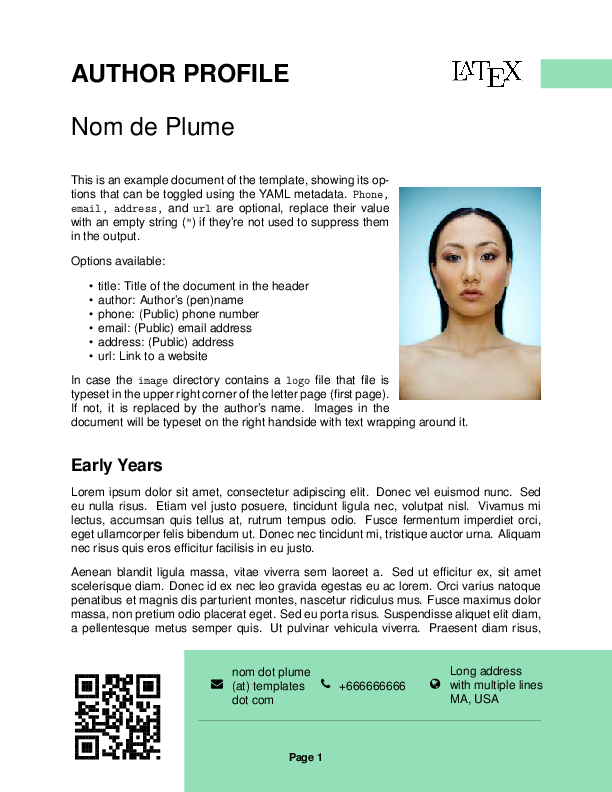 AUTHOR PROFILE
LATEX
Nom de Plume
This is an example document of the template, showing its op-
tions that can be toggled using the YAML metadata. Phone,
email, address, and url are optional, replace their value
with an empty string (") if they're not used to suppress them
in the output.
Options available:
• title: Title of the document in the header
• author: Author's (pen)name
• phone: (Public) phone number
• email: (Public) email address
• address: (Public) address
• url: Link to a website
In case the image directory contains a logo file that file is
typeset in the upper right corner of the letter page (first page).
If not, it is replaced by the author's name. Images in the
document will be typeset on the right handside with text wrapping around it.
Early Years
Lorem ipsum dolor sit amet, consectetur adipiscing elit. Donec vel euismod nunc. Sed
eu nulla risus. Etiam vel justo posuere, tincidunt ligula nec, volutpat nisl. Vivamus mi
lectus, accumsan quis tellus at, rutrum tempus odio. Fusce fermentum imperdiet orci,
eget ullamcorper felis bibendum ut. Donec nec tincidunt mi, tristique auctor urna. Aliquam
nec risus quis eros efficitur facilisis in eu justo.
Aenean blandit ligula massa, vitae viverra sem laoreet a. Sed ut efficitur ex, sit amet
scelerisque diam. Donec id ex nec leo gravida egestas eu ac lorem. Orci varius natoque
penatibus et magnis dis parturient montes, nascetur ridiculus mus. Fusce maximus dolor
massa, non pretium odio placerat eget. Sed eu porta risus. Suspendisse aliquet elit diam,
a pellentesque metus semper quis. Ut pulvinar vehicula viverra. Praesent diam risus,
nom dot plume
(at) templates
dot com
+666666666
Long address
with multiple lines
MA, USA
Page 1